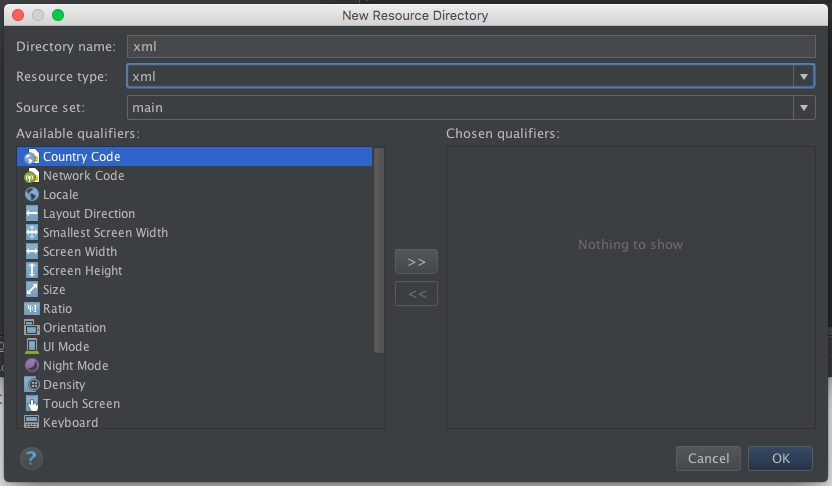 New Resource Directory
Directory name: xml
Resource type: xml
Source set: main
Available qualifiers:
Chosen qualifiers:
Country Code
Network Code
Locale
Layout Direction
Smallest Screen Width
Screen Width
Screen Height
Size
4:3 Ratio
Orientation
UI Mode
Night Mode
Density
Touch Screen
Keyboard
>>
<<
Nothing to show
?
Cancel
OK